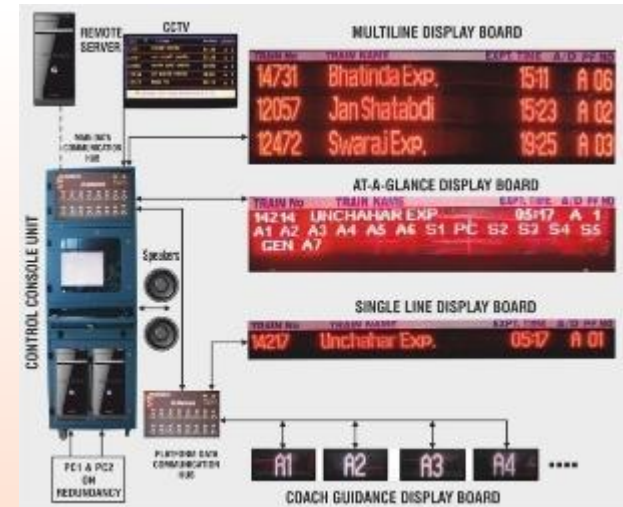 REMOTE SERVER
CCTV
MULTILINE DISPLAY BOARD
TRAIN No TRAIN NAME EXPT. TIME A/D PF NO
14731 Bhatinda Exp. 15:11 A 06
12057 Jan Shatabdi 15:23 A 02
12472 Swaraj Exp. 19:25 A 03
MAIN DATA
COMMUNICATION
HUB
AT-A-GLANCE DISPLAY BOARD
TRAIN No TRAIN NAME EXPT. TIME A/D PF NO
14214 UNCHAHAR EXP 05:17 A 1
A1 A2 A3 A4 A5 A6 S1 PC S2 S3 S4 S5
GEN A7
CONTROL CONSOLE UNIT
Speakers
SINGLE LINE DISPLAY BOARD
TRAIN No TRAIN NAME EXPT. TIME A/D PF NO
14217 Unchahar Exp. 05:17 A 01
PLATFORM DATA
COMMUNICATION
HUB
PC1 & PC2
ON
REDUNDANCY
A1 A2 A3 A4 ....
COACH GUIDANCE DISPLAY BOARD